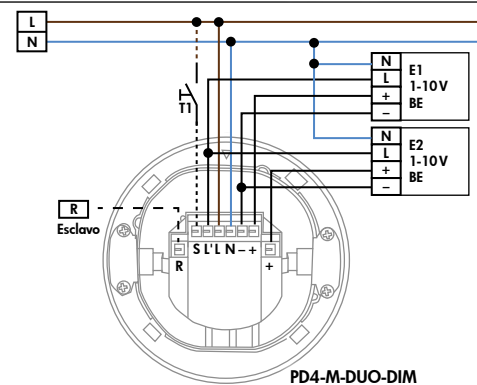 L
N
T1
N
L
+
−
E1
1-10V
BE
N
L
+
−
E2
1-10V
BE
R
Esclavo
S L' L N − +
R
+
PD4-M-DUO-DIM